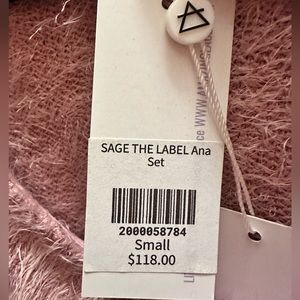 SAGE THE LABEL Ana
Set
2000058784
Small
$118.00